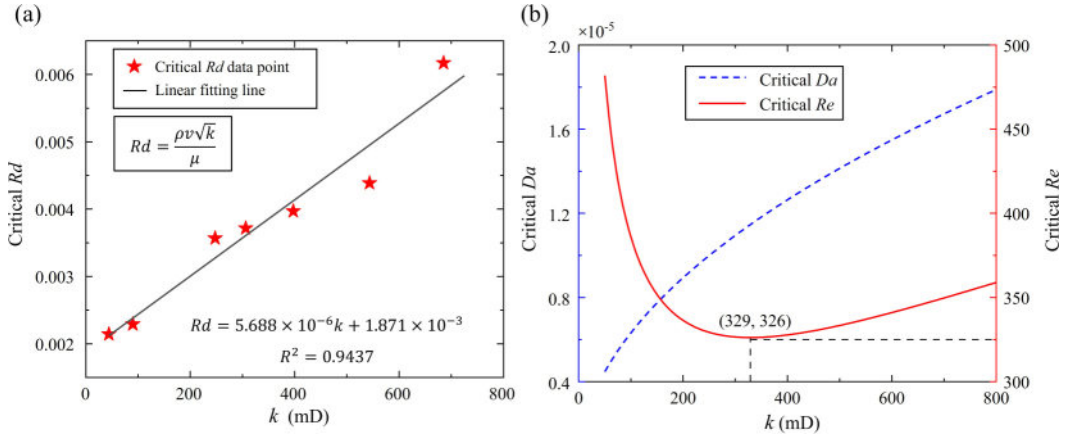 (a)
Critical Rd data point
Linear fitting line
Rd = ρv√k / μ
Rd = 5.688 × 10⁻⁶k + 1.871 × 10⁻³
R² = 0.9437
Critical Rd
0.006
0.005
0.004
0.003
0.002
0 200 400 600 800
k (mD)
(b)
×10⁻⁵
Critical Da
Critical Re
(329, 326)
Critical Da
2.0
1.6
1.2
0.8
0.4
0 200 400 600 800
k (mD)
500
450
400
350
300
Critical Re